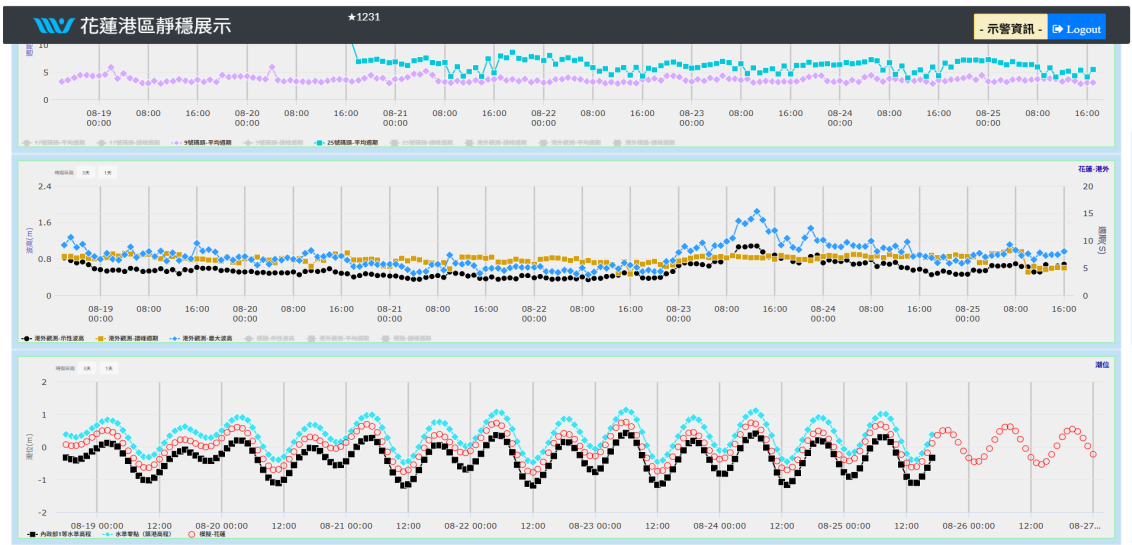 花蓮港區靜穩展示
★1231
- 示警資訊 -
Logout
10
5
0
08-19 00:00 08:00 16:00 08-20 00:00 08:00 16:00 08-21 00:00 08:00 16:00 08-22 00:00 08:00 16:00 08-23 00:00 08:00 16:00 08-24 00:00 08:00 16:00 08-25 00:00 08:00 16:00
9號碼頭-平均週期 25號碼頭-平均週期
3天 1天
花蓮-港外
2.4
1.6
0.8
0
波高(m)
20
15
10
5
0
週期(S)
08-19 00:00 08:00 16:00 08-20 00:00 08:00 16:00 08-21 00:00 08:00 16:00 08-22 00:00 08:00 16:00 08-23 00:00 08:00 16:00 08-24 00:00 08:00 16:00 08-25 00:00 08:00 16:00
港外觀測-示性波高 港外觀測-譜峰週期 港外觀測-最大波高
3天 1天
潮位
2
1
0
-1
-2
潮位(m)
08-19 00:00 12:00 08-20 00:00 12:00 08-21 00:00 12:00 08-22 00:00 12:00 08-23 00:00 12:00 08-24 00:00 12:00 08-25 00:00 12:00 08-26 00:00 12:00 08-27...
內政部1等水準高程 水準零點（築港高程） 模擬-花蓮